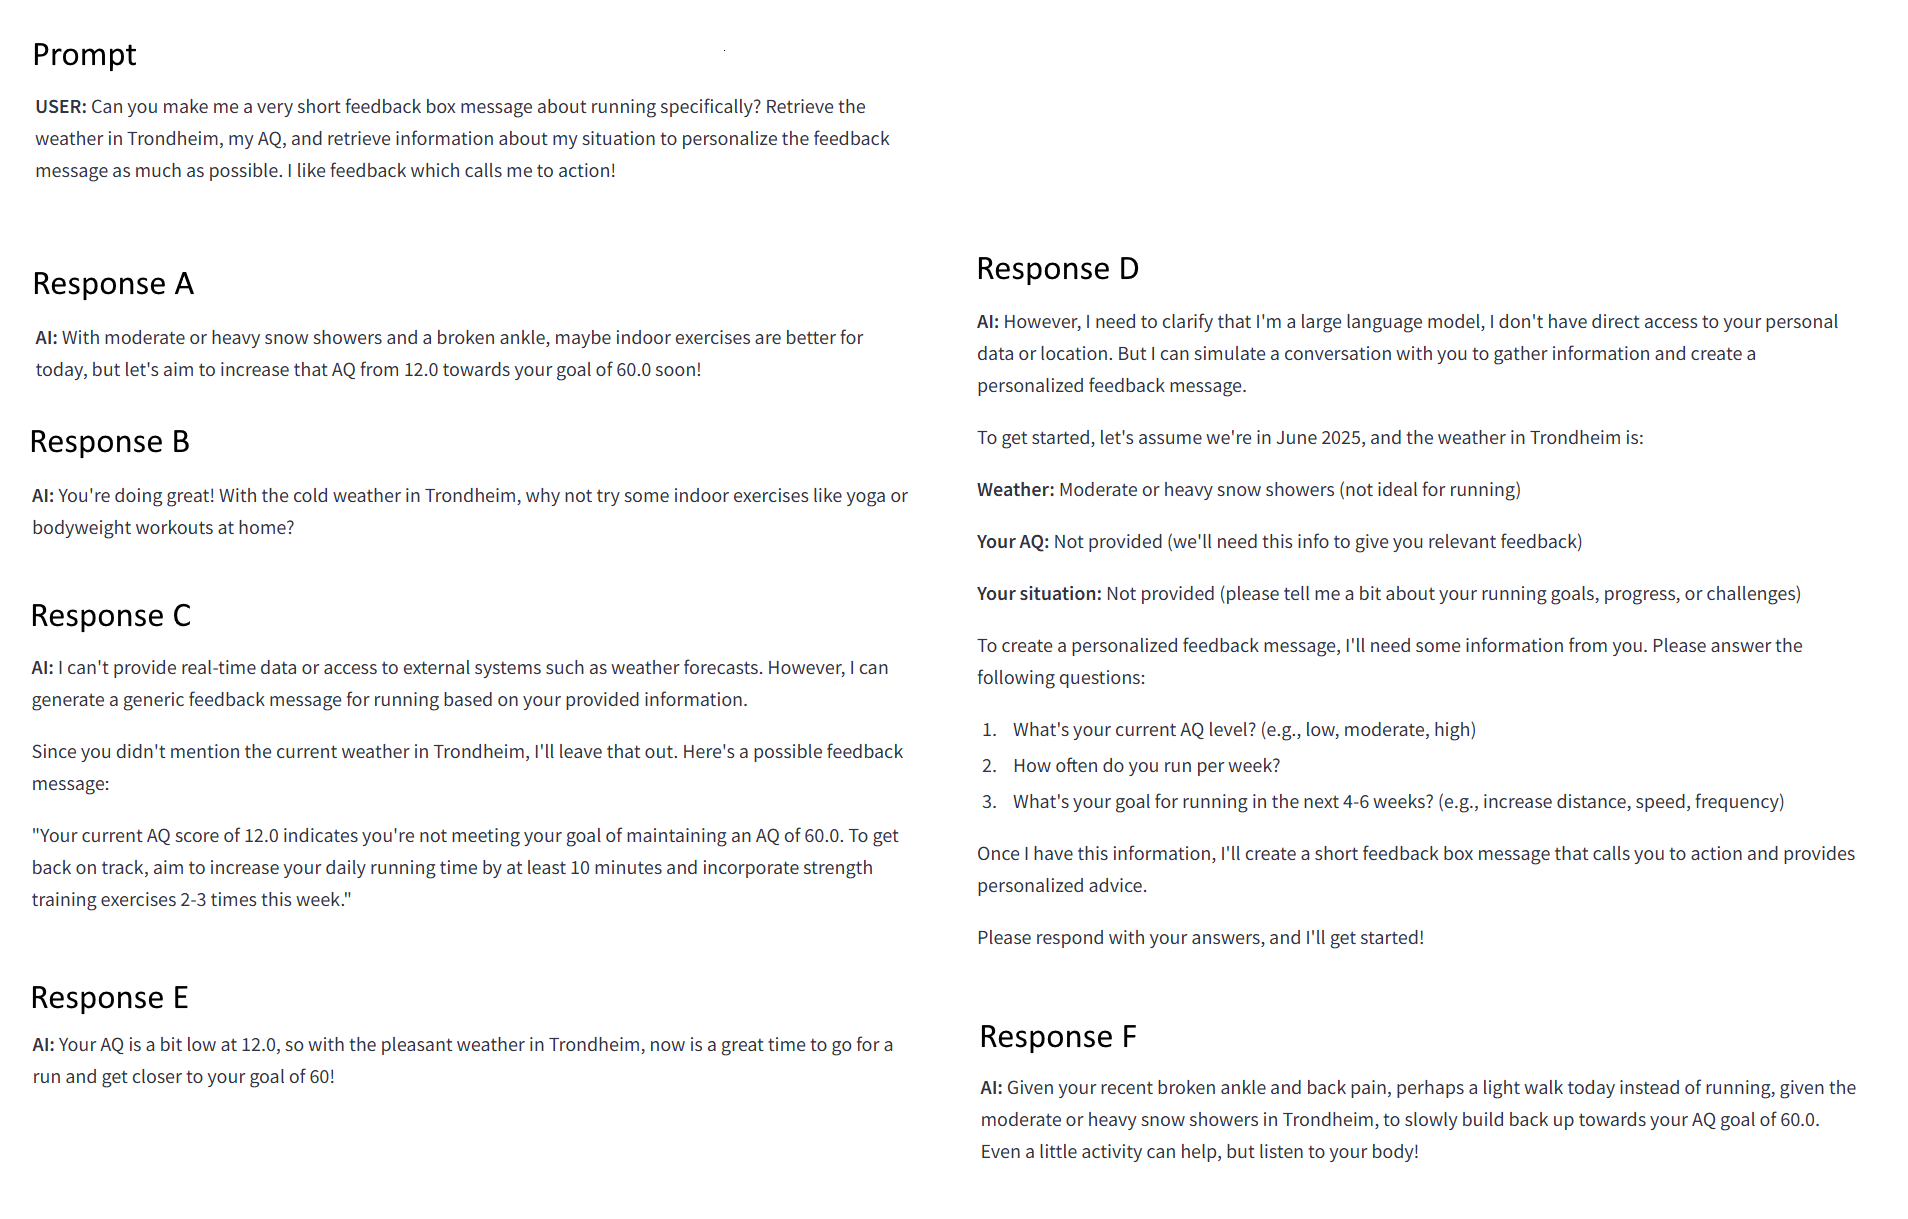 Prompt
USER: Can you make me a very short feedback box message about running specifically? Retrieve the
weather in Trondheim, my AQ, and retrieve information about my situation to personalize the feedback
message as much as possible. I like feedback which calls me to action!
Response A
AI: With moderate or heavy snow showers and a broken ankle, maybe indoor exercises are better for
today, but let's aim to increase that AQ from 12.0 towards your goal of 60.0 soon!
Response B
AI: You're doing great! With the cold weather in Trondheim, why not try some indoor exercises like yoga or
bodyweight workouts at home?
Response C
AI: I can't provide real-time data or access to external systems such as weather forecasts. However, I can
generate a generic feedback message for running based on your provided information.
Since you didn't mention the current weather in Trondheim, I'll leave that out. Here's a possible feedback
message:
"Your current AQ score of 12.0 indicates you're not meeting your goal of maintaining an AQ of 60.0. To get
back on track, aim to increase your daily running time by at least 10 minutes and incorporate strength
training exercises 2-3 times this week."
Response E
AI: Your AQ is a bit low at 12.0, so with the pleasant weather in Trondheim, now is a great time to go for a
run and get closer to your goal of 60!
Response D
AI: However, I need to clarify that I'm a large language model, I don't have direct access to your personal
data or location. But I can simulate a conversation with you to gather information and create a
personalized feedback message.
To get started, let's assume we're in June 2025, and the weather in Trondheim is:
Weather: Moderate or heavy snow showers (not ideal for running)
Your AQ: Not provided (we'll need this info to give you relevant feedback)
Your situation: Not provided (please tell me a bit about your running goals, progress, or challenges)
To create a personalized feedback message, I'll need some information from you. Please answer the
following questions:
1. What's your current AQ level? (e.g., low, moderate, high)
2. How often do you run per week?
3. What's your goal for running in the next 4-6 weeks? (e.g., increase distance, speed, frequency)
Once I have this information, I'll create a short feedback box message that calls you to action and provides
personalized advice.
Please respond with your answers, and I'll get started!
Response F
AI: Given your recent broken ankle and back pain, perhaps a light walk today instead of running, given the
moderate or heavy snow showers in Trondheim, to slowly build back up towards your AQ goal of 60.0.
Even a little activity can help, but listen to your body!